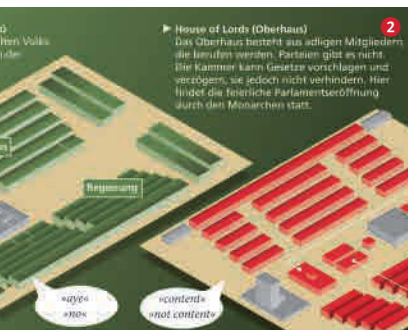 hten Volks
▶ House of Lords (Oberhaus)
Das Oberhaus besteht aus adligen Mitgliedern
die berufen werden. Parteien gibt es nicht.
Die Kammer kann Gesetze vorschlagen und
verzögern, sie jedoch nicht verhindern. Hier
findet die feierliche Parlamentseröffnung
durch den Monarchen statt.
2
Regierung
»aye«
»no«
»content«
»not content«